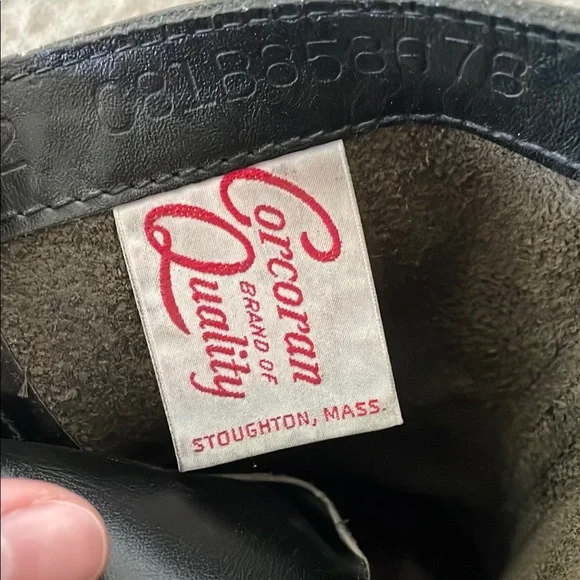 Corcoran
BRAND OF
Quality
STOUGHTON, MASS.